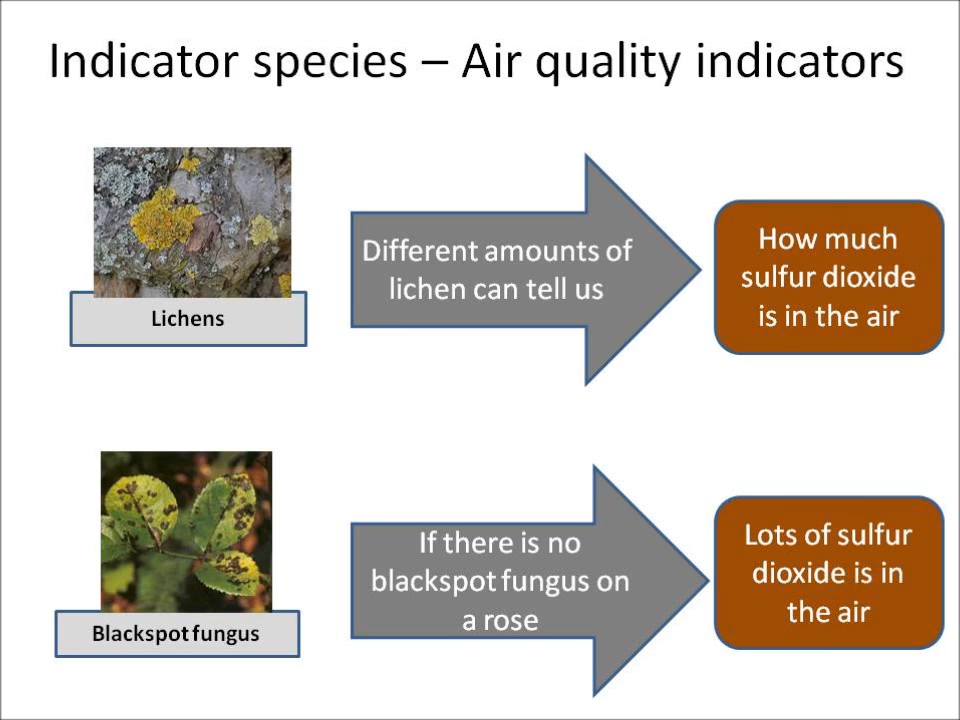 Indicator species – Air quality indicators
Lichens
Different amounts of
lichen can tell us
How much
sulfur dioxide
is in the air
Blackspot fungus
If there is no
blackspot fungus on
a rose
Lots of sulfur
dioxide is in
the air